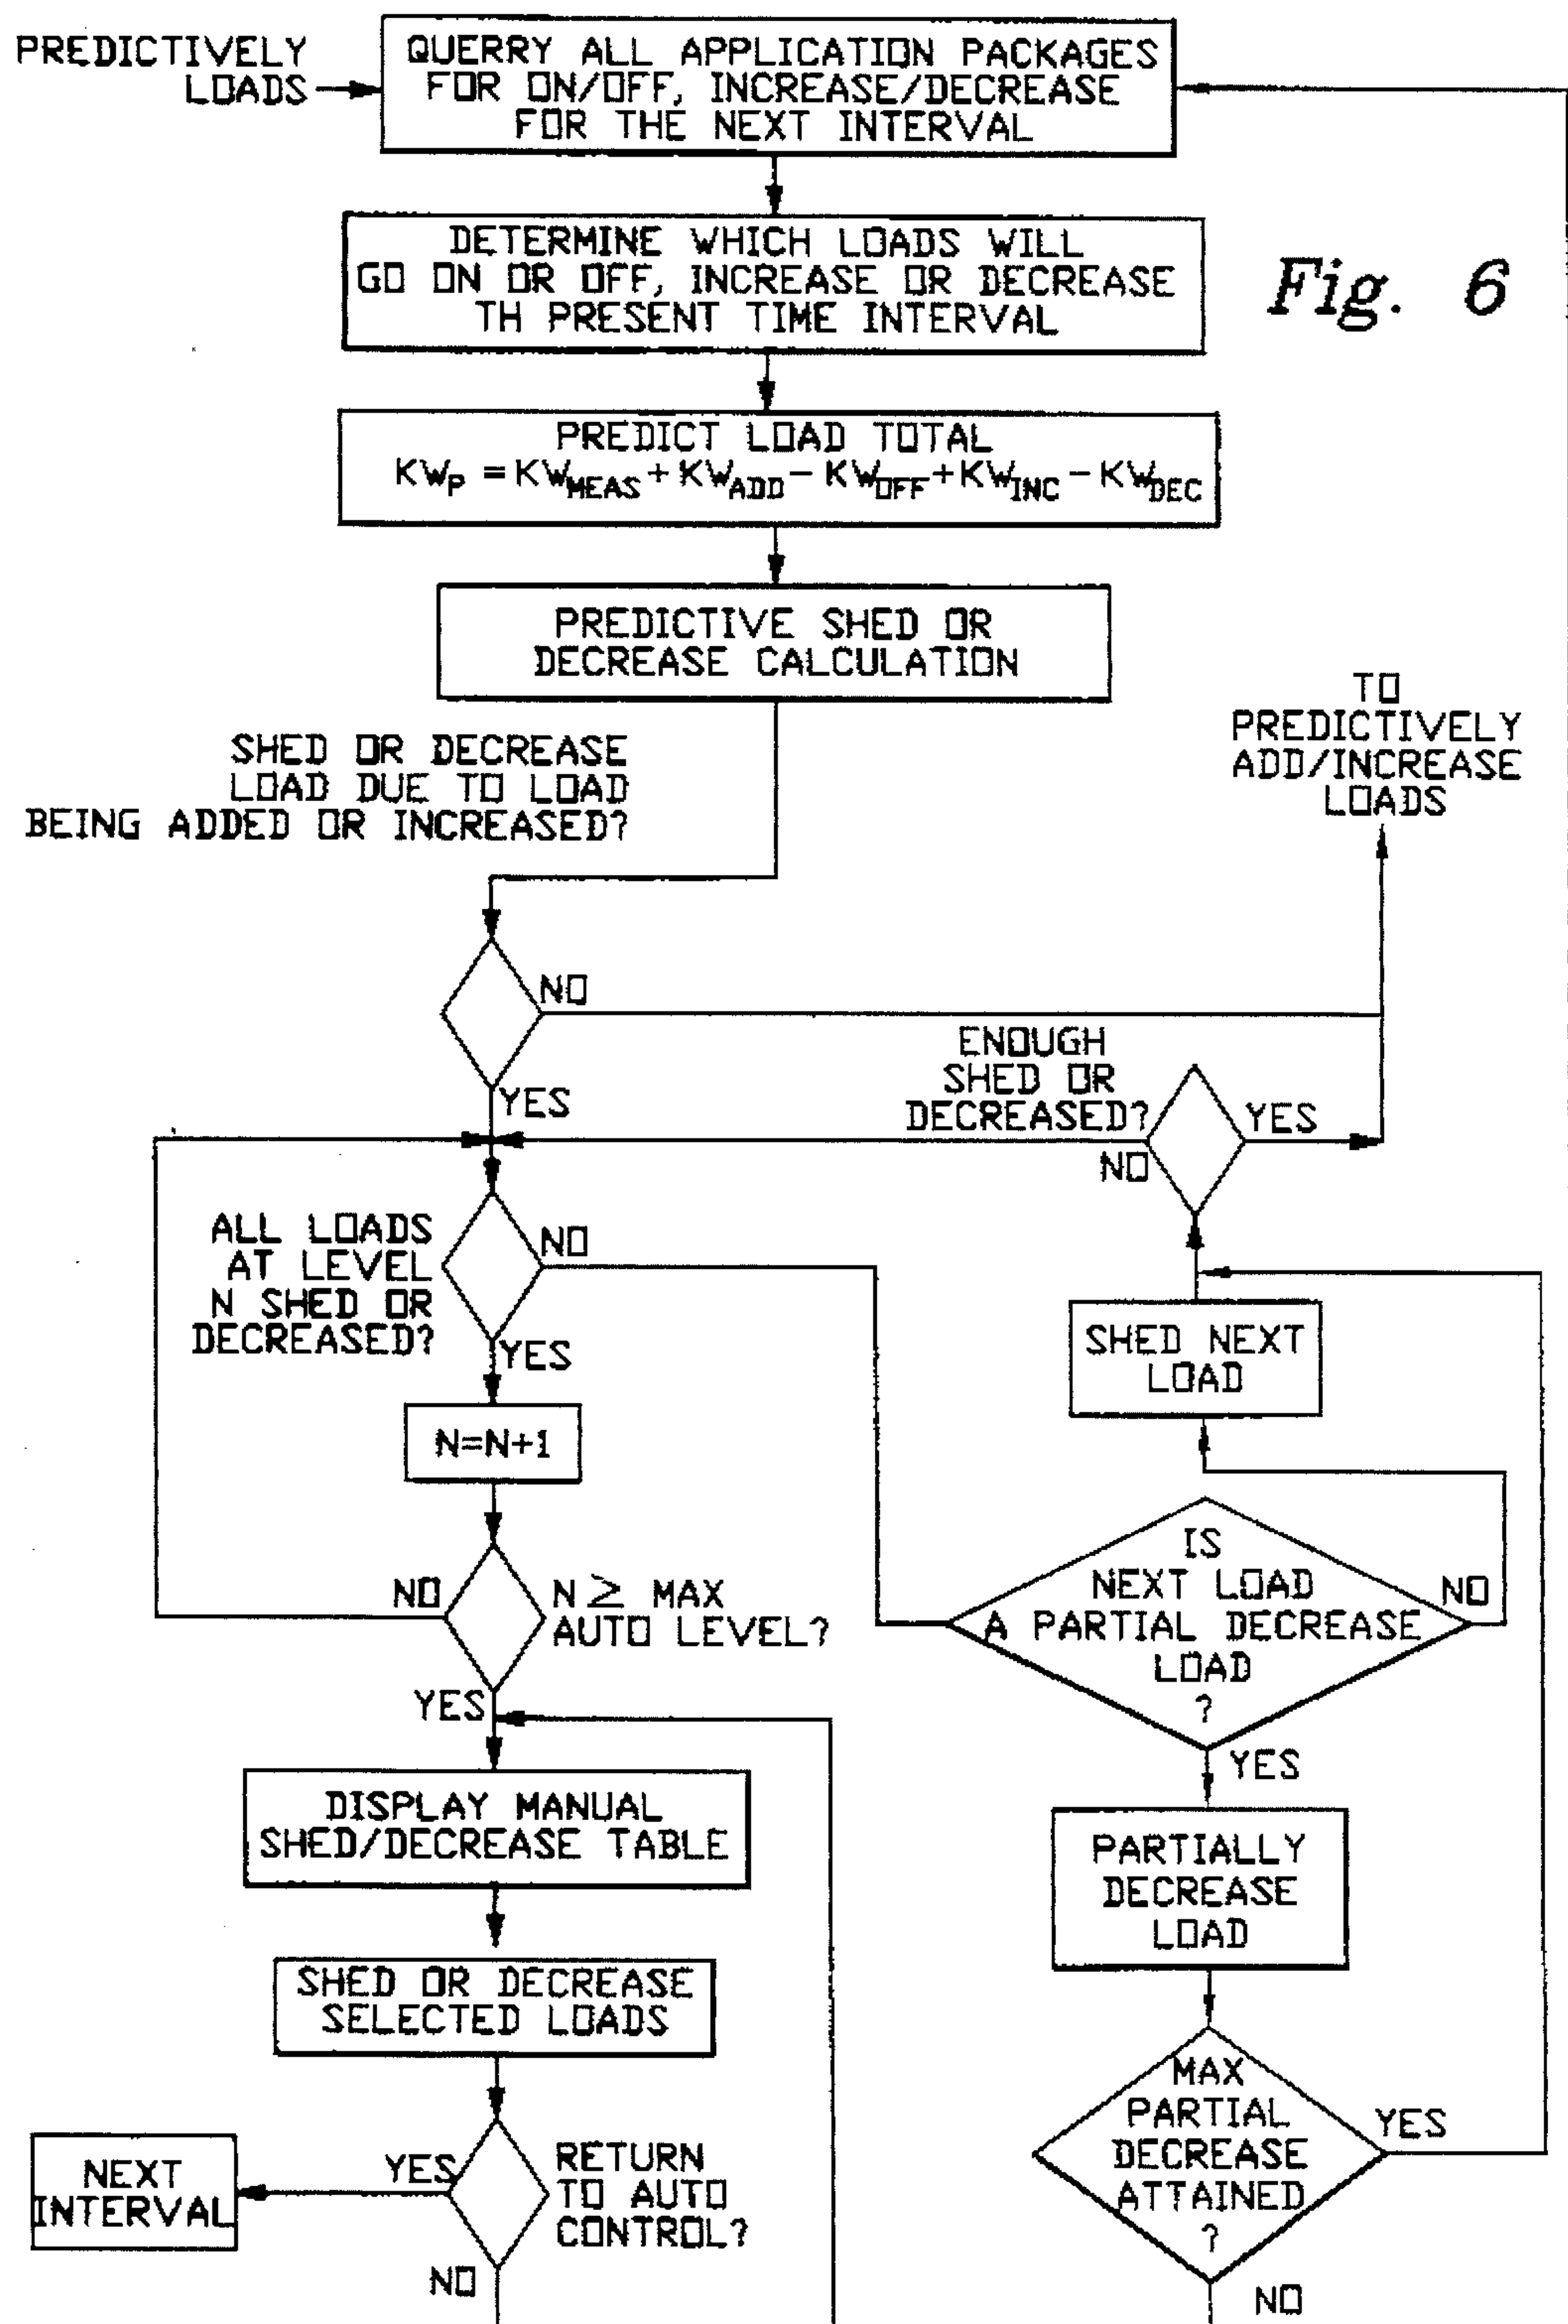 PREDICTIVELY
LOADS
QUERRY ALL APPLICATION PACKAGES
FOR ON/OFF, INCREASE/DECREASE
FOR THE NEXT INTERVAL
DETERMINE WHICH LOADS WILL
GO ON OR OFF, INCREASE OR DECREASE
TH PRESENT TIME INTERVAL
Fig. 6
PREDICT LOAD TOTAL
KW_P = KW_MEAS + KW_ADD - KW_OFF + KW_INC - KW_DEC
PREDICTIVE SHED OR
DECREASE CALCULATION
SHED OR DECREASE
LOAD DUE TO LOAD
BEING ADDED OR INCREASED?
TO
PREDICTIVELY
ADD/INCREASE
LOADS
NO
YES
ENOUGH
SHED OR
DECREASED?
YES
NO
ALL LOADS
AT LEVEL
N SHED OR
DECREASED?
NO
YES
SHED NEXT
LOAD
N=N+1
NO
N ≥ MAX
AUTO LEVEL?
YES
IS
NEXT LOAD
A PARTIAL DECREASE
LOAD
?
NO
YES
DISPLAY MANUAL
SHED/DECREASE TABLE
PARTIALLY
DECREASE
LOAD
SHED OR DECREASE
SELECTED LOADS
MAX
PARTIAL
DECREASE
ATTAINED
?
YES
NO
NEXT
INTERVAL
YES
RETURN
TO AUTO
CONTROL?
NO